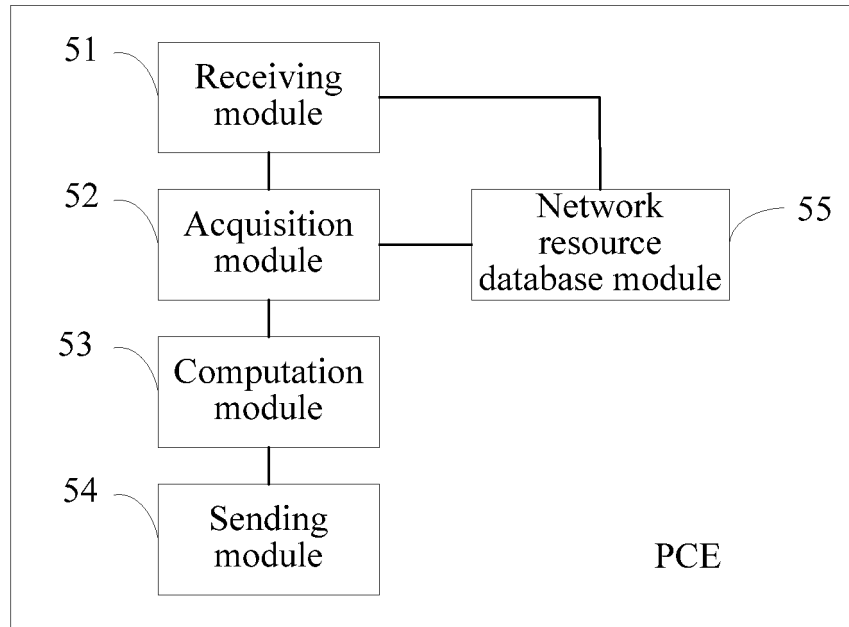 51
Receiving
module
52
Acquisition
module
Network
resource
database module
55
53
Computation
module
54
Sending
module
PCE